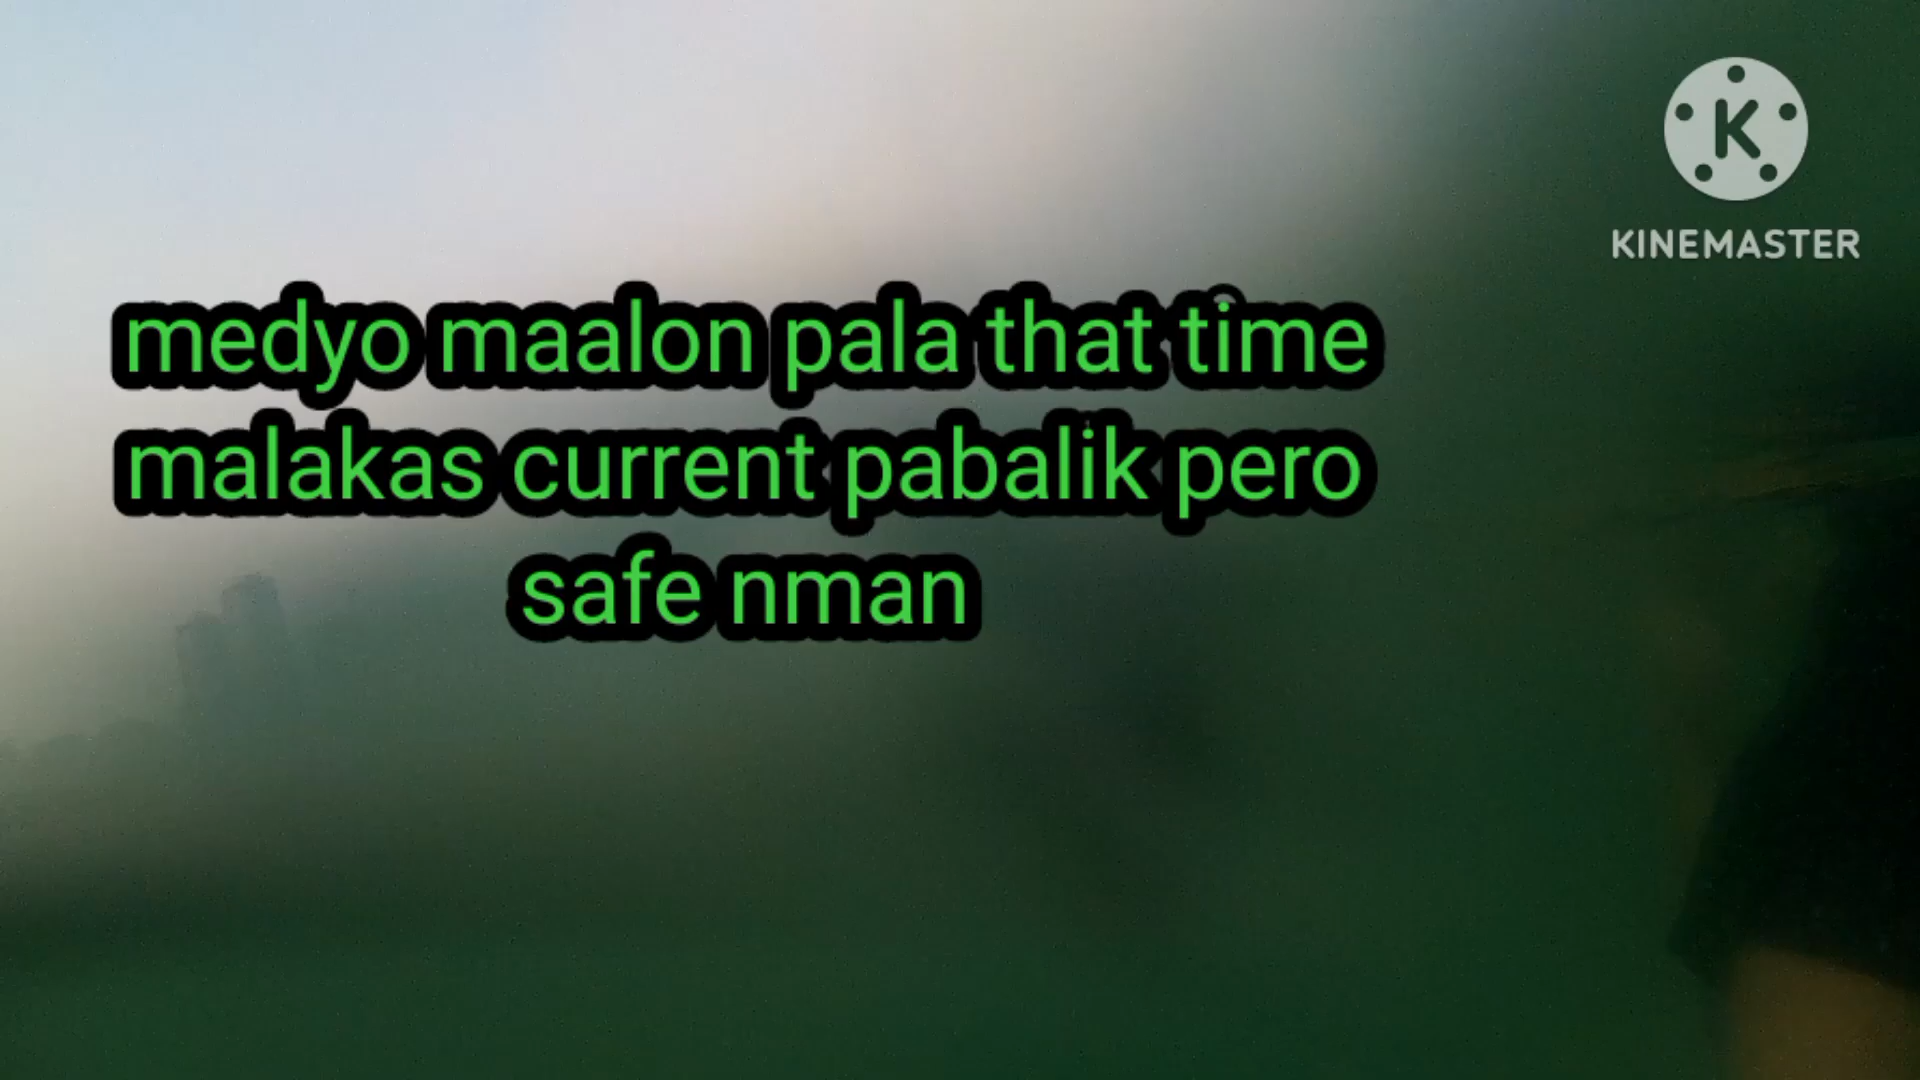 KINEMASTER
medyo maalon pala that time
malakas current pabalik pero
safe nman